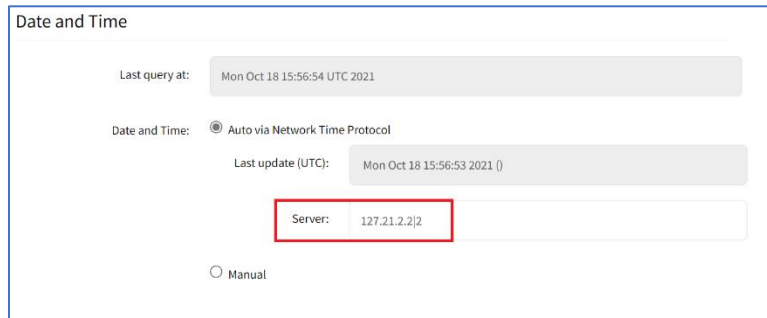 Date and Time
Last query at: Mon Oct 18 15:56:54 UTC 2021
Date and Time: Auto via Network Time Protocol
Last update (UTC): Mon Oct 18 15:56:53 2021 ()
Server: 127.21.2.2|2
Manual